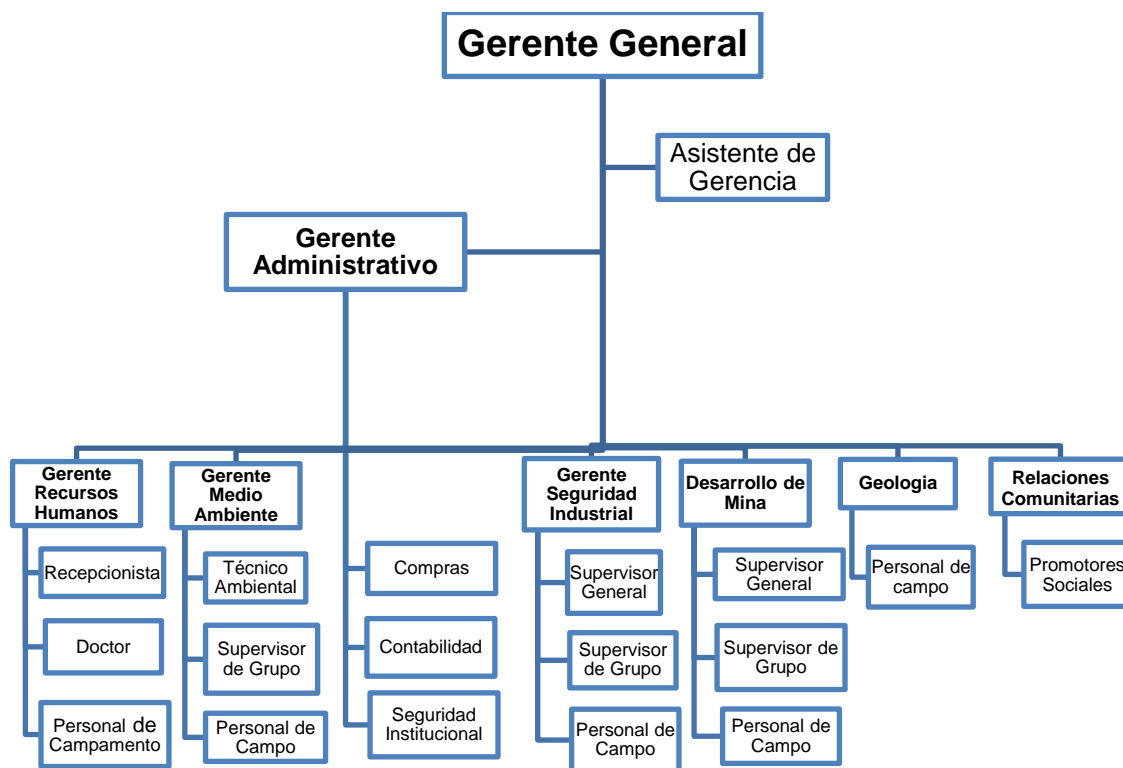 Gerente General
Asistente de
Gerencia
Gerente
Administrativo
Gerente
Recursos
Humanos
Recepcionista
Doctor
Personal de
Campamento
Gerente
Medio
Ambiente
Técnico
Ambiental
Supervisor
de Grupo
Personal de
Campo
Compras
Contabilidad
Seguridad
Institucional
Gerente
Seguridad
Industrial
Supervisor
General
Supervisor
de Grupo
Personal de
Campo
Desarrollo de
Mina
Supervisor
General
Supervisor de
Grupo
Personal de
Campo
Geologia
Personal de
campo
Relaciones
Comunitarias
Promotores
Sociales